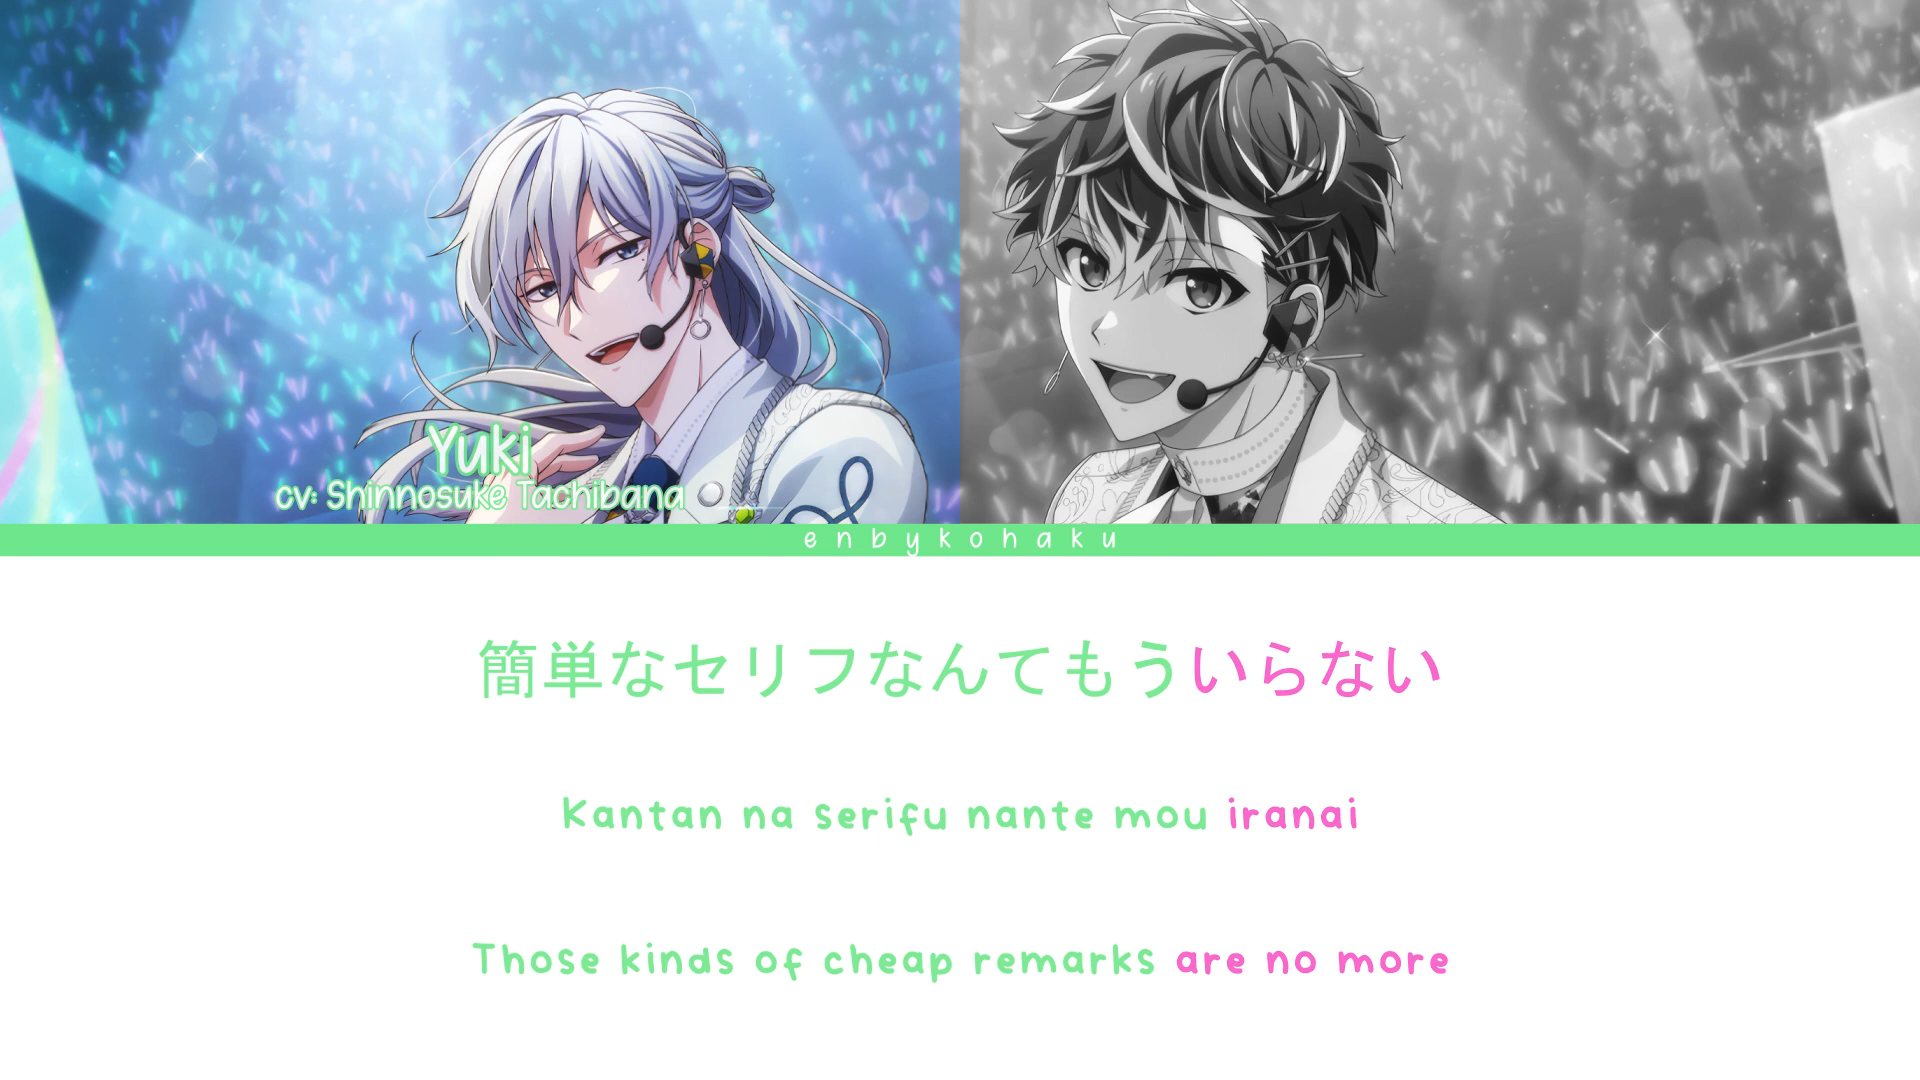 Yuki
cv: Shinnosuke Tachibana
enbykohaku
簡単なセリフなんてもういらない
Kantan na serifu nante mou iranai
Those kinds of cheap remarks are no more